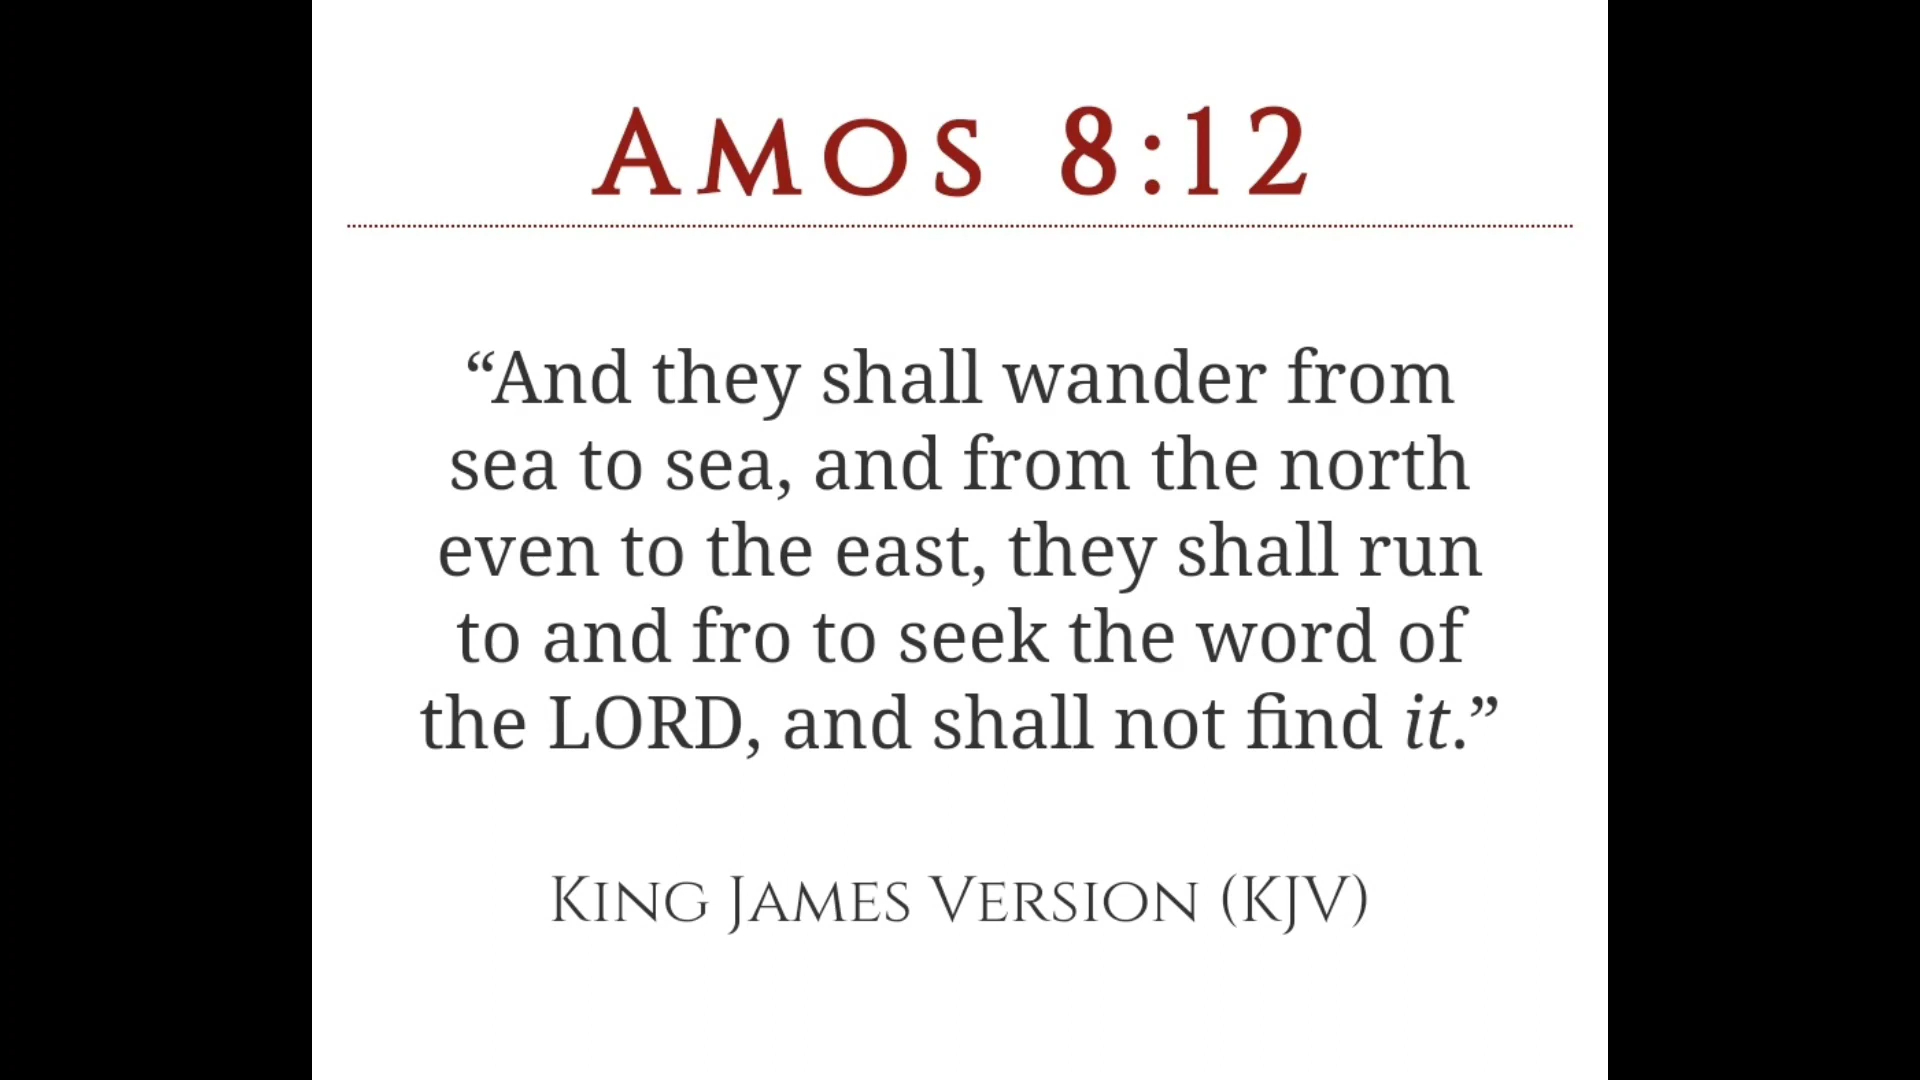 Amos 8:12
“And they shall wander from
sea to sea, and from the north
even to the east, they shall run
to and fro to seek the word of
the LORD, and shall not find it.”
King James Version (KJV)